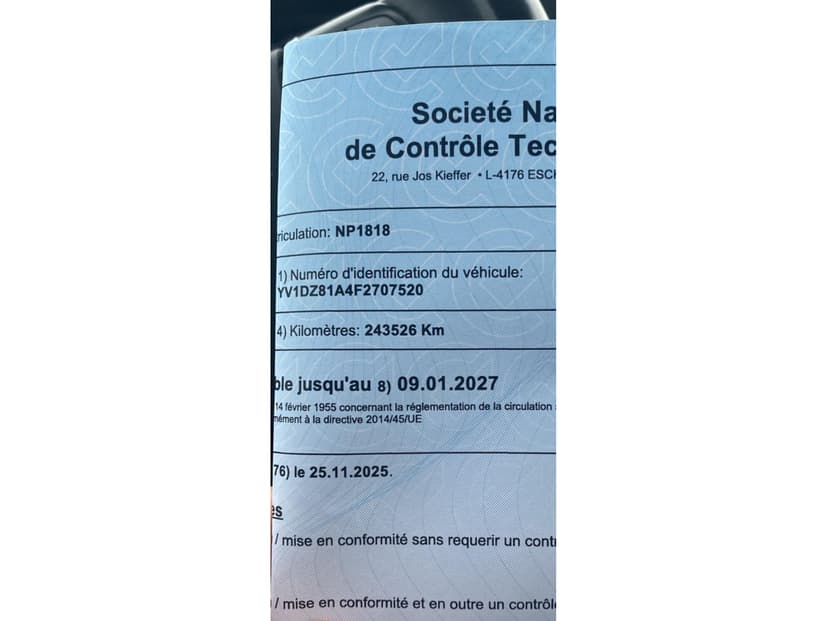 Societé Na
de Contrôle Tec
22, rue Jos Kieffer • L-4176 ESCH
riculation: NP1818
1) Numéro d'identification du véhicule:
YV1DZ81A4F2707520
4) Kilomètres: 243526 Km
ble jusqu'au 8) 09.01.2027
14 février 1955 concernant la réglementation de la circulation
mément à la directive 2014/45/UE
76) le 25.11.2025.
es
/ mise en conformité sans requerir un cont
/ mise en conformité et en outre un contrôl